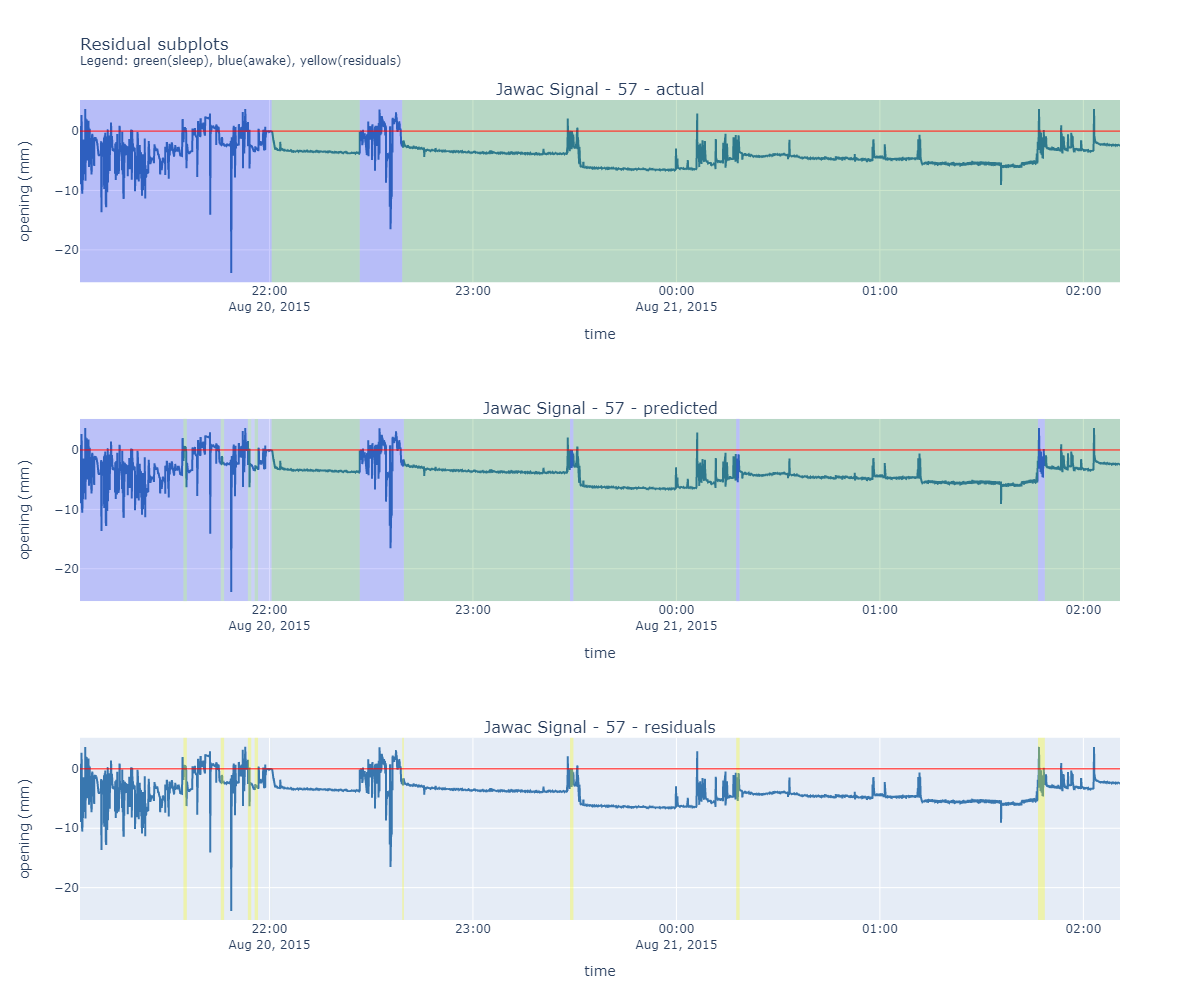 Residual subplots
Legend: green(sleep), blue(awake), yellow(residuals)
Jawac Signal - 57 - actual
opening (mm)
0
−10
−20
22:00
Aug 20, 2015
23:00
00:00
Aug 21, 2015
01:00
02:00
time
Jawac Signal - 57 - predicted
opening (mm)
0
−10
−20
22:00
Aug 20, 2015
23:00
00:00
Aug 21, 2015
01:00
02:00
time
Jawac Signal - 57 - residuals
opening (mm)
0
−10
−20
22:00
Aug 20, 2015
23:00
00:00
Aug 21, 2015
01:00
02:00
time